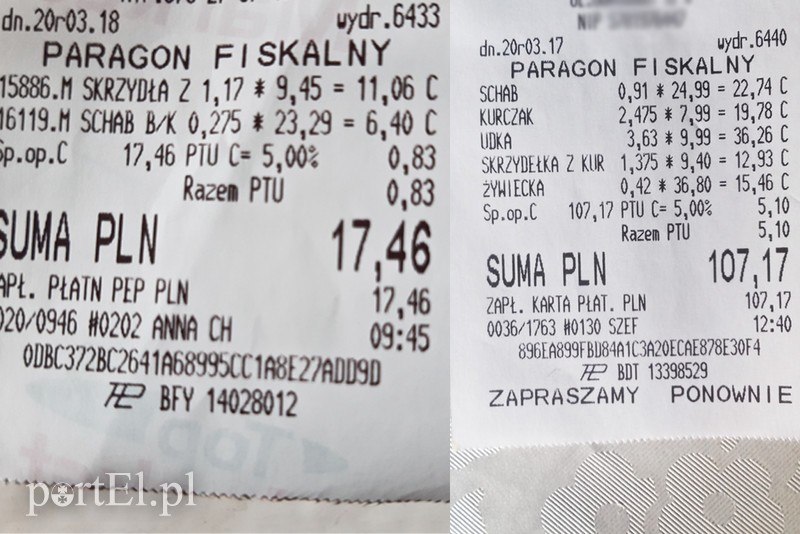 dn.20r03.18 wydr.6433
PARAGON FISKALNY
15886.M SKRZYDŁA Z 1,17 * 9,45 = 11,06 C
16119.M SCHAB B/K 0,275 * 23,29 = 6,40 C
Sp.op.C 17,46 PTU C= 5,00% 0,83
Razem PTU 0,83
SUMA PLN 17,46
ZAPŁ. PŁATN PEP PLN 17,46
020/0946 #0202 ANNA CH 09:45
0DBC372BC2641A68995CC1A8E27ADD9D
BFY 14028012
portEl.pl
NIP
dn.20r03.17 wydr.6440
PARAGON FISKALNY
SCHAB 0,91 * 24,99 = 22,74 C
KURCZAK 2,475 * 7,99 = 19,78 C
UDKA 3,63 * 9,99 = 36,26 C
SKRZYDEŁKA Z KUR 1,375 * 9,40 = 12,93 C
ŻYWIECKA 0,42 * 36,80 = 15,46 C
Sp.op.C 107,17 PTU C= 5,00% 5,10
Razem PTU 5,10
SUMA PLN 107,17
ZAPŁ. KARTA PŁAT. PLN 107,17
0036/1763 #0130 SZEF 12:40
896EA899FBD84A1C3A20ECAE878E30F4
BDT 13398529
ZAPRASZAMY PONOWNIE